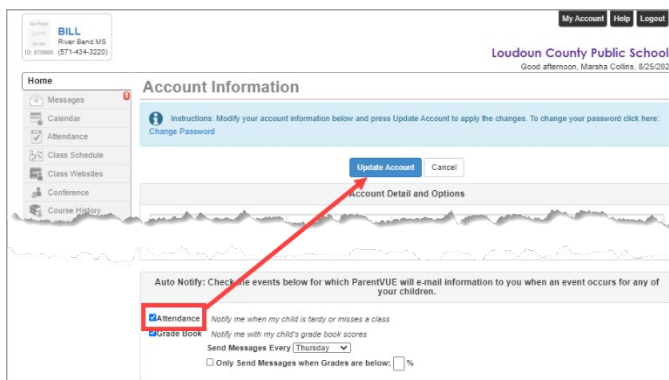 My Account Help Logout
No Photo
BILL
River Bend MS
(571-434-3220)
Loudoun County Public School
Good afternoon, Marsha Collins, 8/25/202
Home
Messages
Calendar
Attendance
Class Schedule
Class Websites
Conference
Course History
Account Information
Instructions: Modify your account information below and press Update Account to apply the changes. To change your password click here:
Change Password
Update Account Cancel
Account Detail and Options
Auto Notify: Check the events below for which ParentVUE will e-mail information to you when an event occurs for any of
your children.
Attendance Notify me when my child is tardy or misses a class
Grade Book Notify me with my child's grade book scores
Send Messages Every Thursday
Only Send Messages when Grades are below: %